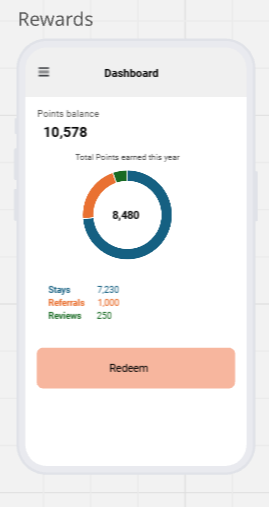 Rewards
Dashboard
Points balance
10,578
Total Points earned this year
8,480
Stays 7,230
Referrals 1,000
Reviews 250
Redeem